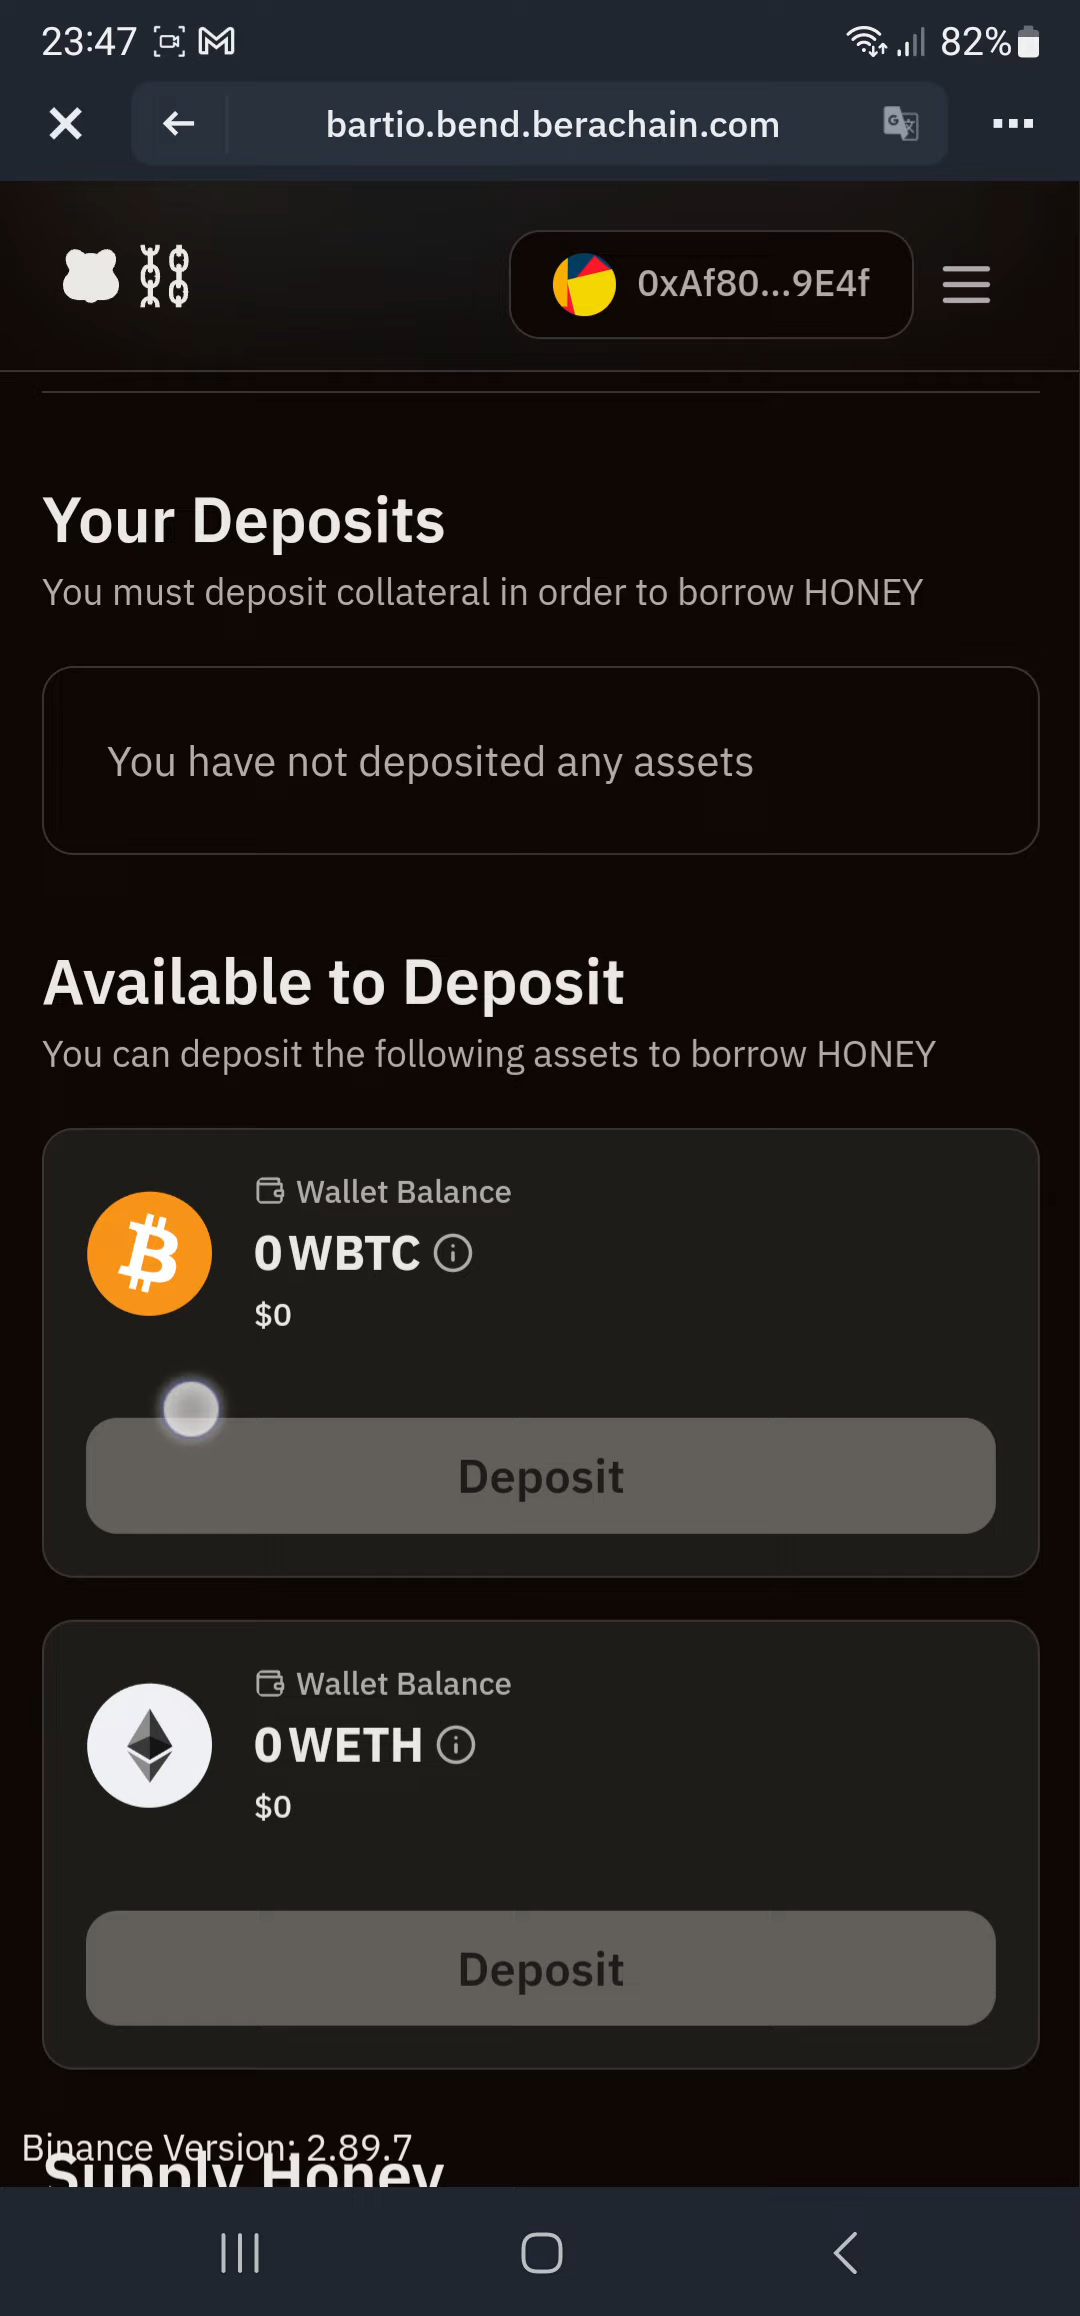 23:47
82%
bartio.bend.berachain.com
0xAf80...9E4f
Your Deposits
You must deposit collateral in order to borrow HONEY
You have not deposited any assets
Available to Deposit
You can deposit the following assets to borrow HONEY
Wallet Balance
0 WBTC
$0
Deposit
Wallet Balance
0 WETH
$0
Deposit
Binance Version: 2.89.7
Supply Honey